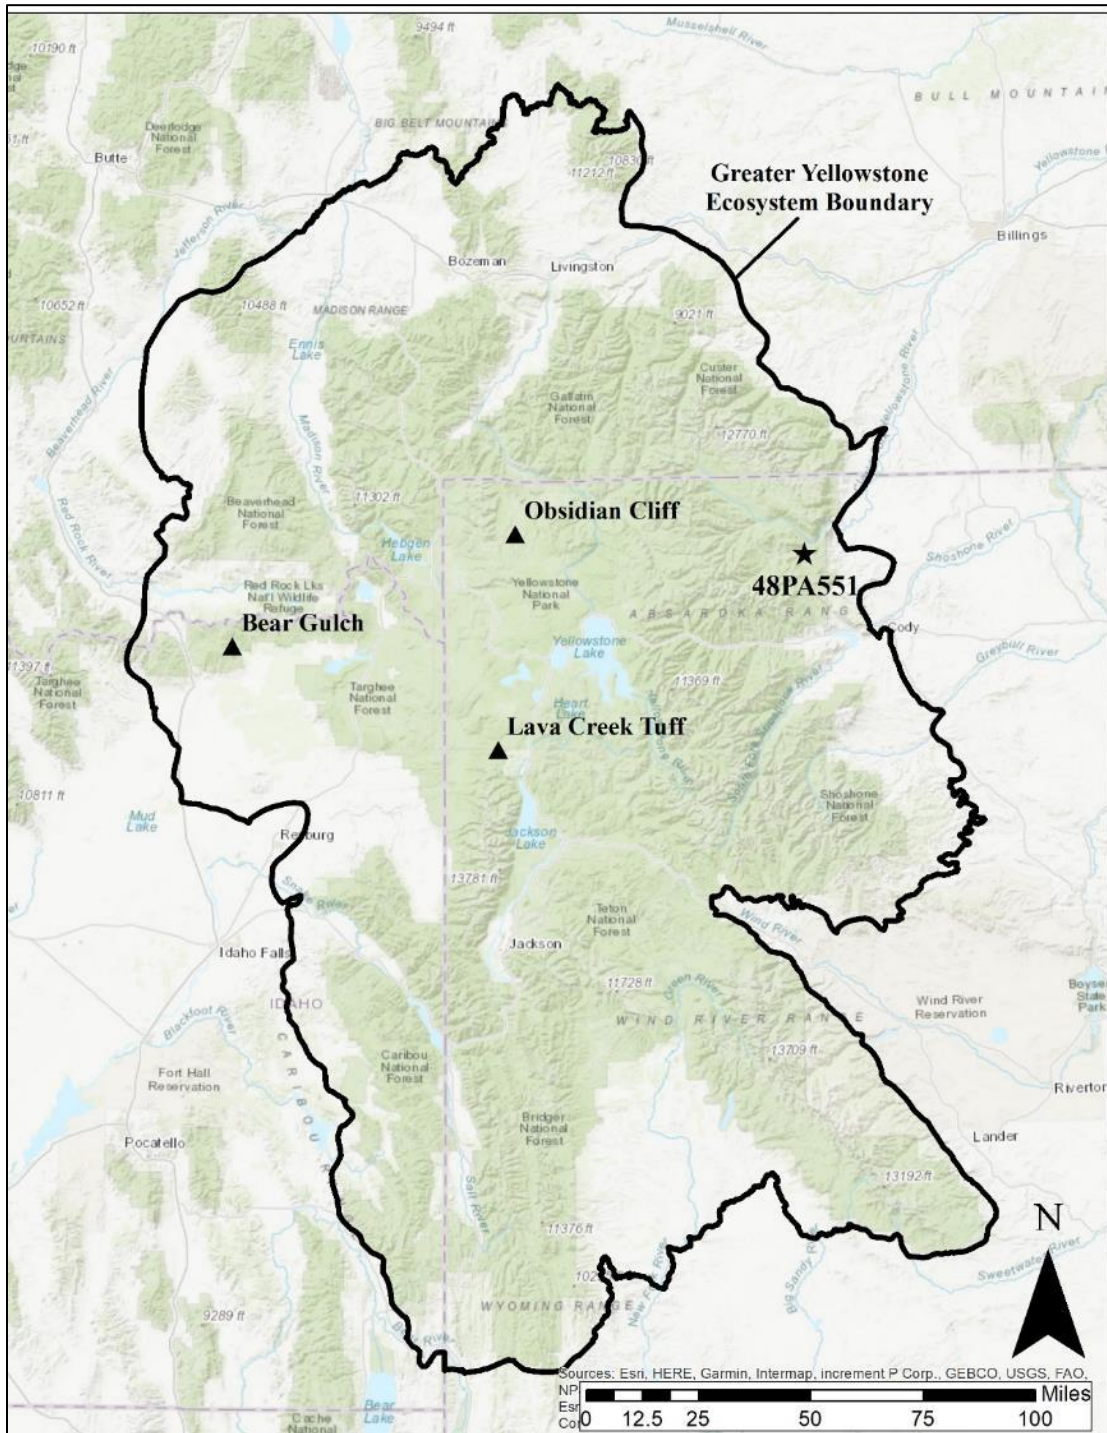 9494 ft
Musselshell River
10190 ft
BULL MOUNTAIN
BIG BELT MOUNTAINS
Deerlodge
National
Forest
Butte
10830 ft
11212 ft
Greater Yellowstone
Ecosystem Boundary
Jefferson River
Billings
Bozeman
Livingston
10652 ft
10488 ft
MADISON RANGE
9021 ft
Ennis
Lake
Custer
National
Forest
Beaverhead River
Gallatin
National
Forest
Yellowstone River
Madison River
12770 ft
Red Rock River
11302 ft
Beaverhead
National
Forest
Obsidian Cliff
Hebgen
Lake
Shoshone River
48PA551
Red Rock Lks
Nat'l Wildlife
Refuge
Yellowstone
National
Park
ABSAROKA RANG
Bear Gulch
Cody
Yellowstone
Lake
Greybull River
11397 ft
Targhee
National
Forest
Targhee
National
Forest
11369 ft
Heart
Lake
Lava Creek Tuff
10811 ft
Mud
Lake
Shoshone
National
Forest
Jackson
Lake
Rexburg
13781 ft
Snake River
Teton
National
Forest
Wind River
Jackson
Idaho Falls
11728 ft
Green River
IDAHO
Wind River
Reservation
Boysen
State
Park
Blackfoot River
WIND RIVER RANGE
13709 ft
Caribou
National
Forest
Fort Hall
Reservation
CARIBOU
Riverton
Bridger
National
Forest
Pocatello
Lander
13192 ft
Salt River
11376 ft
N
Big Sandy River
Sweetwater River
WYOMING RANGE
New Fork River
9289 ft
Bear River
Sources: Esri, HERE, Garmin, Intermap, increment P Corp., GEBCO, USGS, FAO,
Bear
Lake
Cache
National
Miles
0 12.5 25 50 75 100